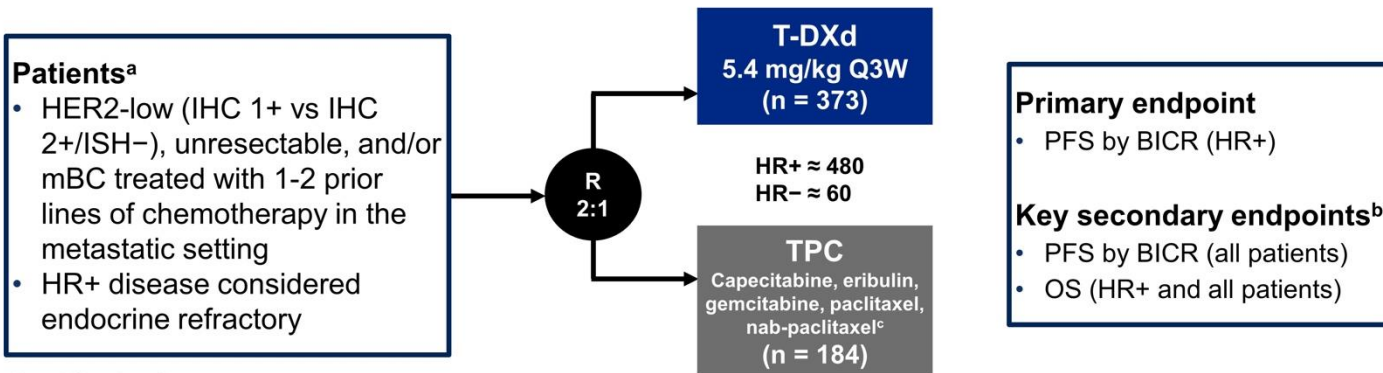 Patientsᵃ
• HER2-low (IHC 1+ vs IHC
2+/ISH−), unresectable, and/or
mBC treated with 1-2 prior
lines of chemotherapy in the
metastatic setting
• HR+ disease considered
endocrine refractory
R
2:1
T-DXd
5.4 mg/kg Q3W
(n = 373)
HR+ ≈ 480
HR− ≈ 60
TPC
Capecitabine, eribulin,
gemcitabine, paclitaxel,
nab-paclitaxelᶜ
(n = 184)
Primary endpoint
• PFS by BICR (HR+)
Key secondary endpointsᵇ
• PFS by BICR (all patients)
• OS (HR+ and all patients)